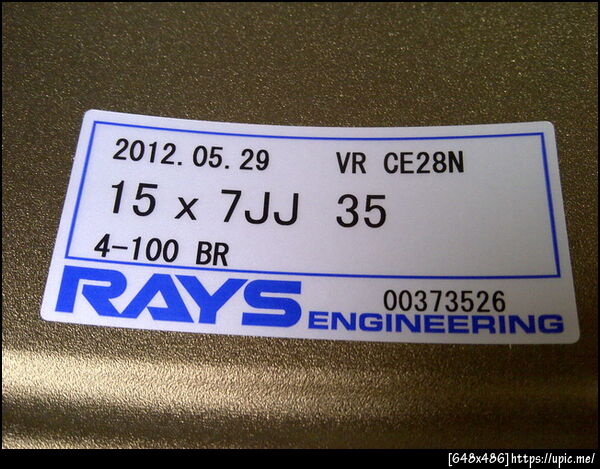 2012.05.29 VR CE28N
15 x 7JJ 35
4-100 BR
RAYS ENGINEERING 00373526
[648x486]https://upic.me/